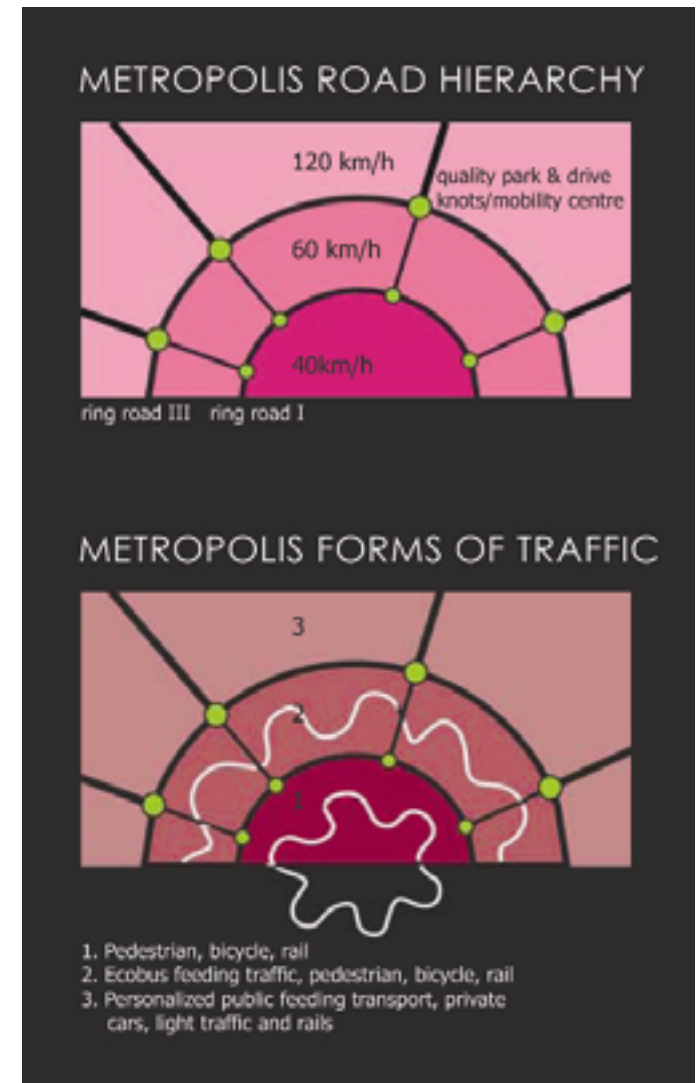 METROPOLIS ROAD HIERARCHY
120 km/h
quality park & drive
knots/mobility centre
60 km/h
40km/h
ring road III ring road I
METROPOLIS FORMS OF TRAFFIC
3
2
1
1. Pedestrian, bicycle, rail
2. Ecobus feeding traffic, pedestrian, bicycle, rail
3. Personalized public feeding transport, private
cars, light traffic and rails